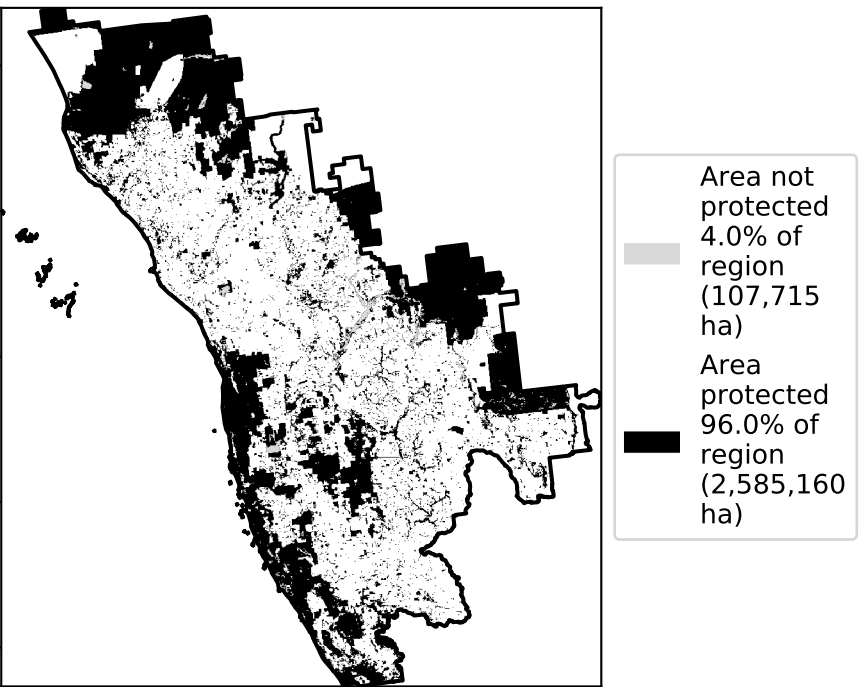 Area not
protected
4.0% of
region
(107,715
ha)
Area
protected
96.0% of
region
(2,585,160
ha)